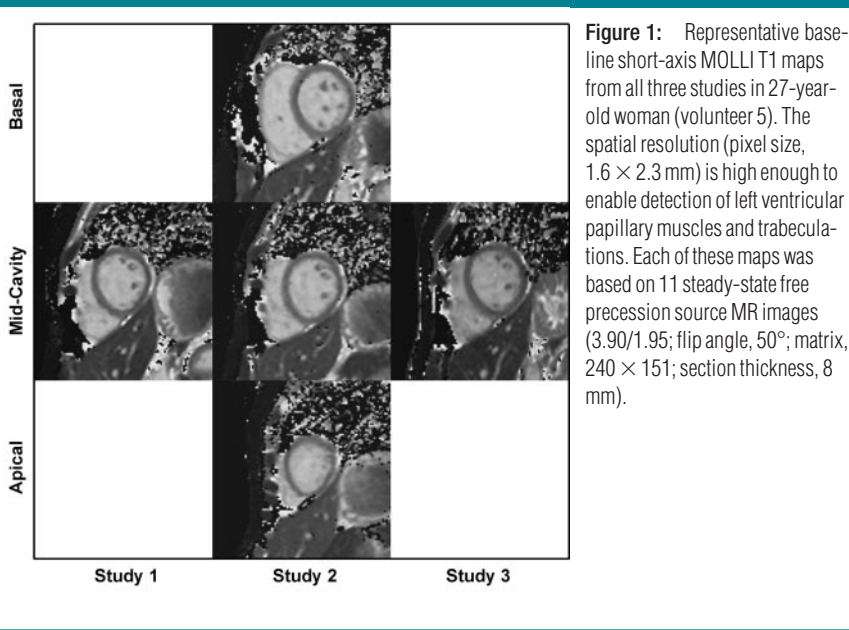 Basal
Mid-Cavity
Apical
Study 1
Study 2
Study 3
Figure 1: Representative base-
line short-axis MOLLI T1 maps
from all three studies in 27-year-
old woman (volunteer 5). The
spatial resolution (pixel size,
1.6 × 2.3 mm) is high enough to
enable detection of left ventricular
papillary muscles and trabecula-
tions. Each of these maps was
based on 11 steady-state free
precession source MR images
(3.90/1.95; flip angle, 50°; matrix,
240 × 151; section thickness, 8
mm).